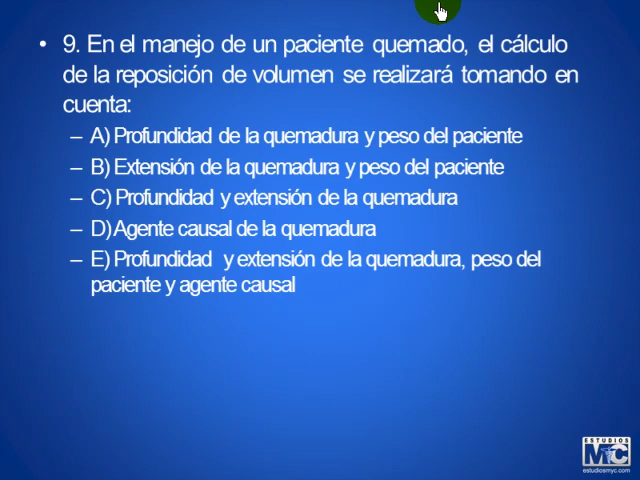 • 9. En el manejo de un paciente quemado, el cálculo
de la reposición de volumen se realizará tomando en
cuenta:
– A) Profundidad de la quemadura y peso del paciente
– B) Extensión de la quemadura y peso del paciente
– C) Profundidad y extensión de la quemadura
– D) Agente causal de la quemadura
– E) Profundidad y extensión de la quemadura, peso del
paciente y agente causal
ESTUDIOS
MyC
estudiosmyc.com